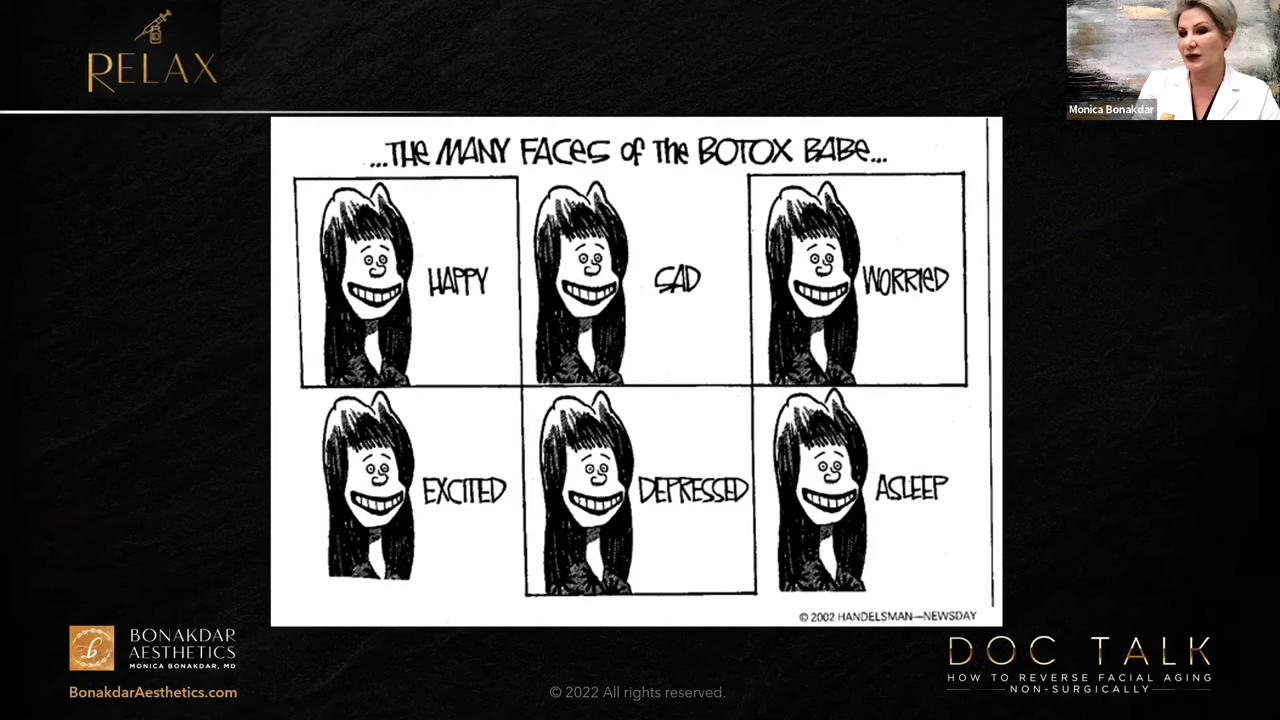 RELAX
Monica Bonakdar
...THE MANY FACES of THE BOTOX BABE...
HAPPY
SAD
WORRIED
EXCITED
DEPRESSED
ASLEEP
© 2002 HANDELSMAN—NEWSDAY
b
BONAKDAR
AESTHETICS
MONICA BONAKDAR, MD
BonakdarAesthetics.com
© 2022 All rights reserved.
DOC TALK
HOW TO REVERSE FACIAL AGING
NON-SURGICALLY